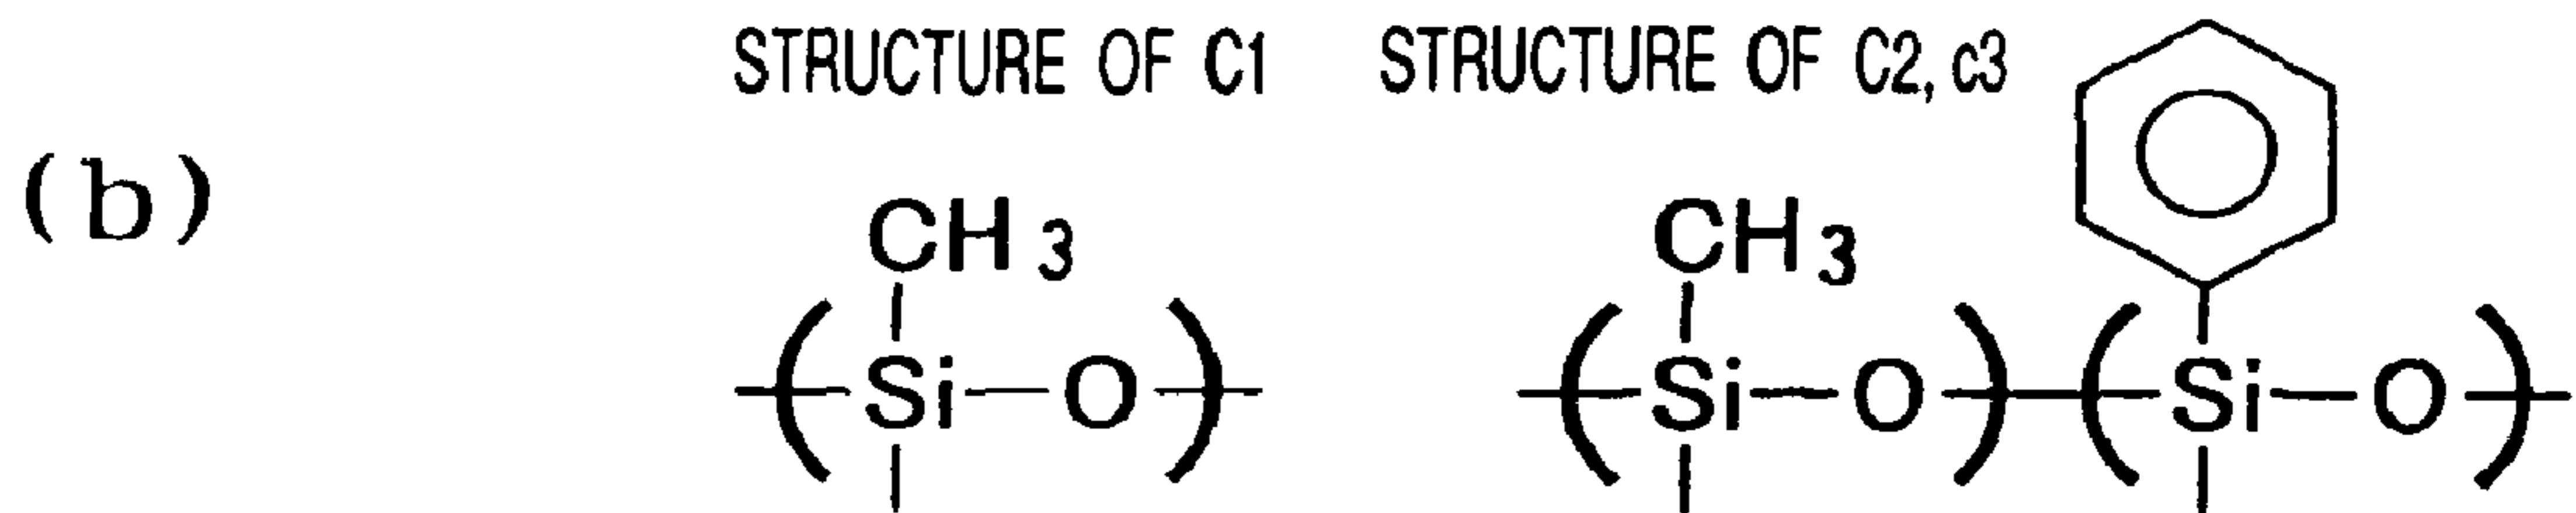 STRUCTURE OF C1 STRUCTURE OF C2, c3
(b)
CH3 CH3
Si—O Si—O Si—O